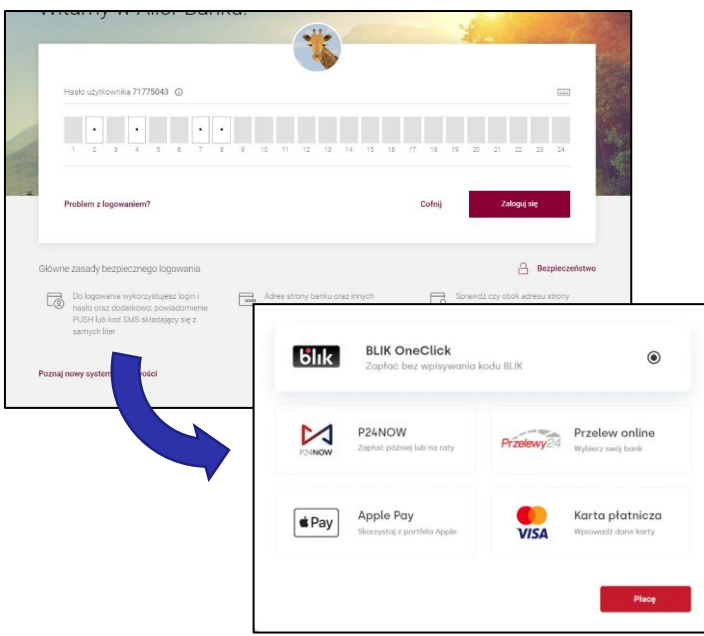 Witamy w Alior Banku!
Hasło użytkownika 71775043
1 2 3 4 5 6 7 8 9 10 11 12 13 14 15 16 17 18 19 20 21 22 23 24
Problem z logowaniem?
Cofnij
Zaloguj się
Główne zasady bezpiecznego logowania
Bezpieczeństwo
Do logowania wykorzystujesz login i
hasło oraz dodatkowo: powiadomienie
PUSH lub kod SMS składający się z
samych liter
Adres strony banku oraz innych
Sprawdź czy obok adresu strony
Poznaj nowy system
blik
BLIK OneClick
Zapłać bez wpisywania kodu BLIK
P24NOW
P24NOW
Zapłać później lub na raty
Przelewy24
Przelew online
Wybierz swój bank
Pay
Apple Pay
Skorzystaj z portfela Apple
VISA
Karta płatnicza
Wprowadź dane karty
Płacę